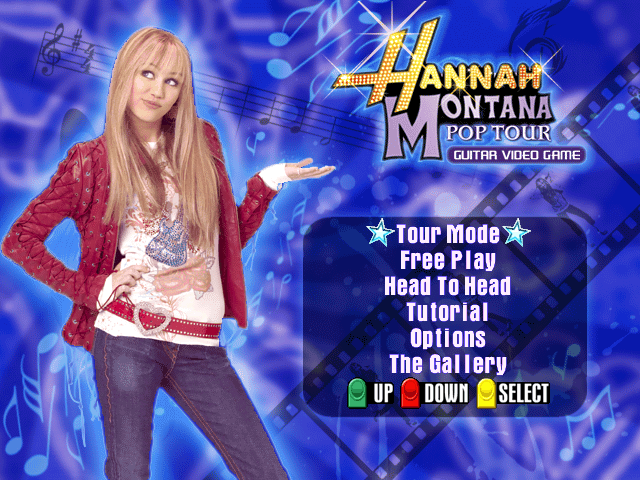 HANNAH
MONTANA
POP TOUR
GUITAR VIDEO GAME
Tour Mode
Free Play
Head To Head
Tutorial
Options
The Gallery
UP DOWN SELECT